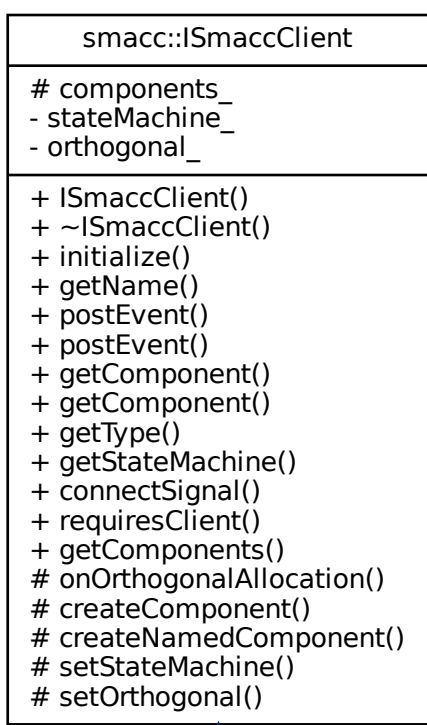 smacc::ISmaccClient
# components_
- stateMachine_
- orthogonal_
+ ISmaccClient()
+ ~ISmaccClient()
+ initialize()
+ getName()
+ postEvent()
+ postEvent()
+ getComponent()
+ getComponent()
+ getType()
+ getStateMachine()
+ connectSignal()
+ requiresClient()
+ getComponents()
# onOrthogonalAllocation()
# createComponent()
# createNamedComponent()
# setStateMachine()
# setOrthogonal()